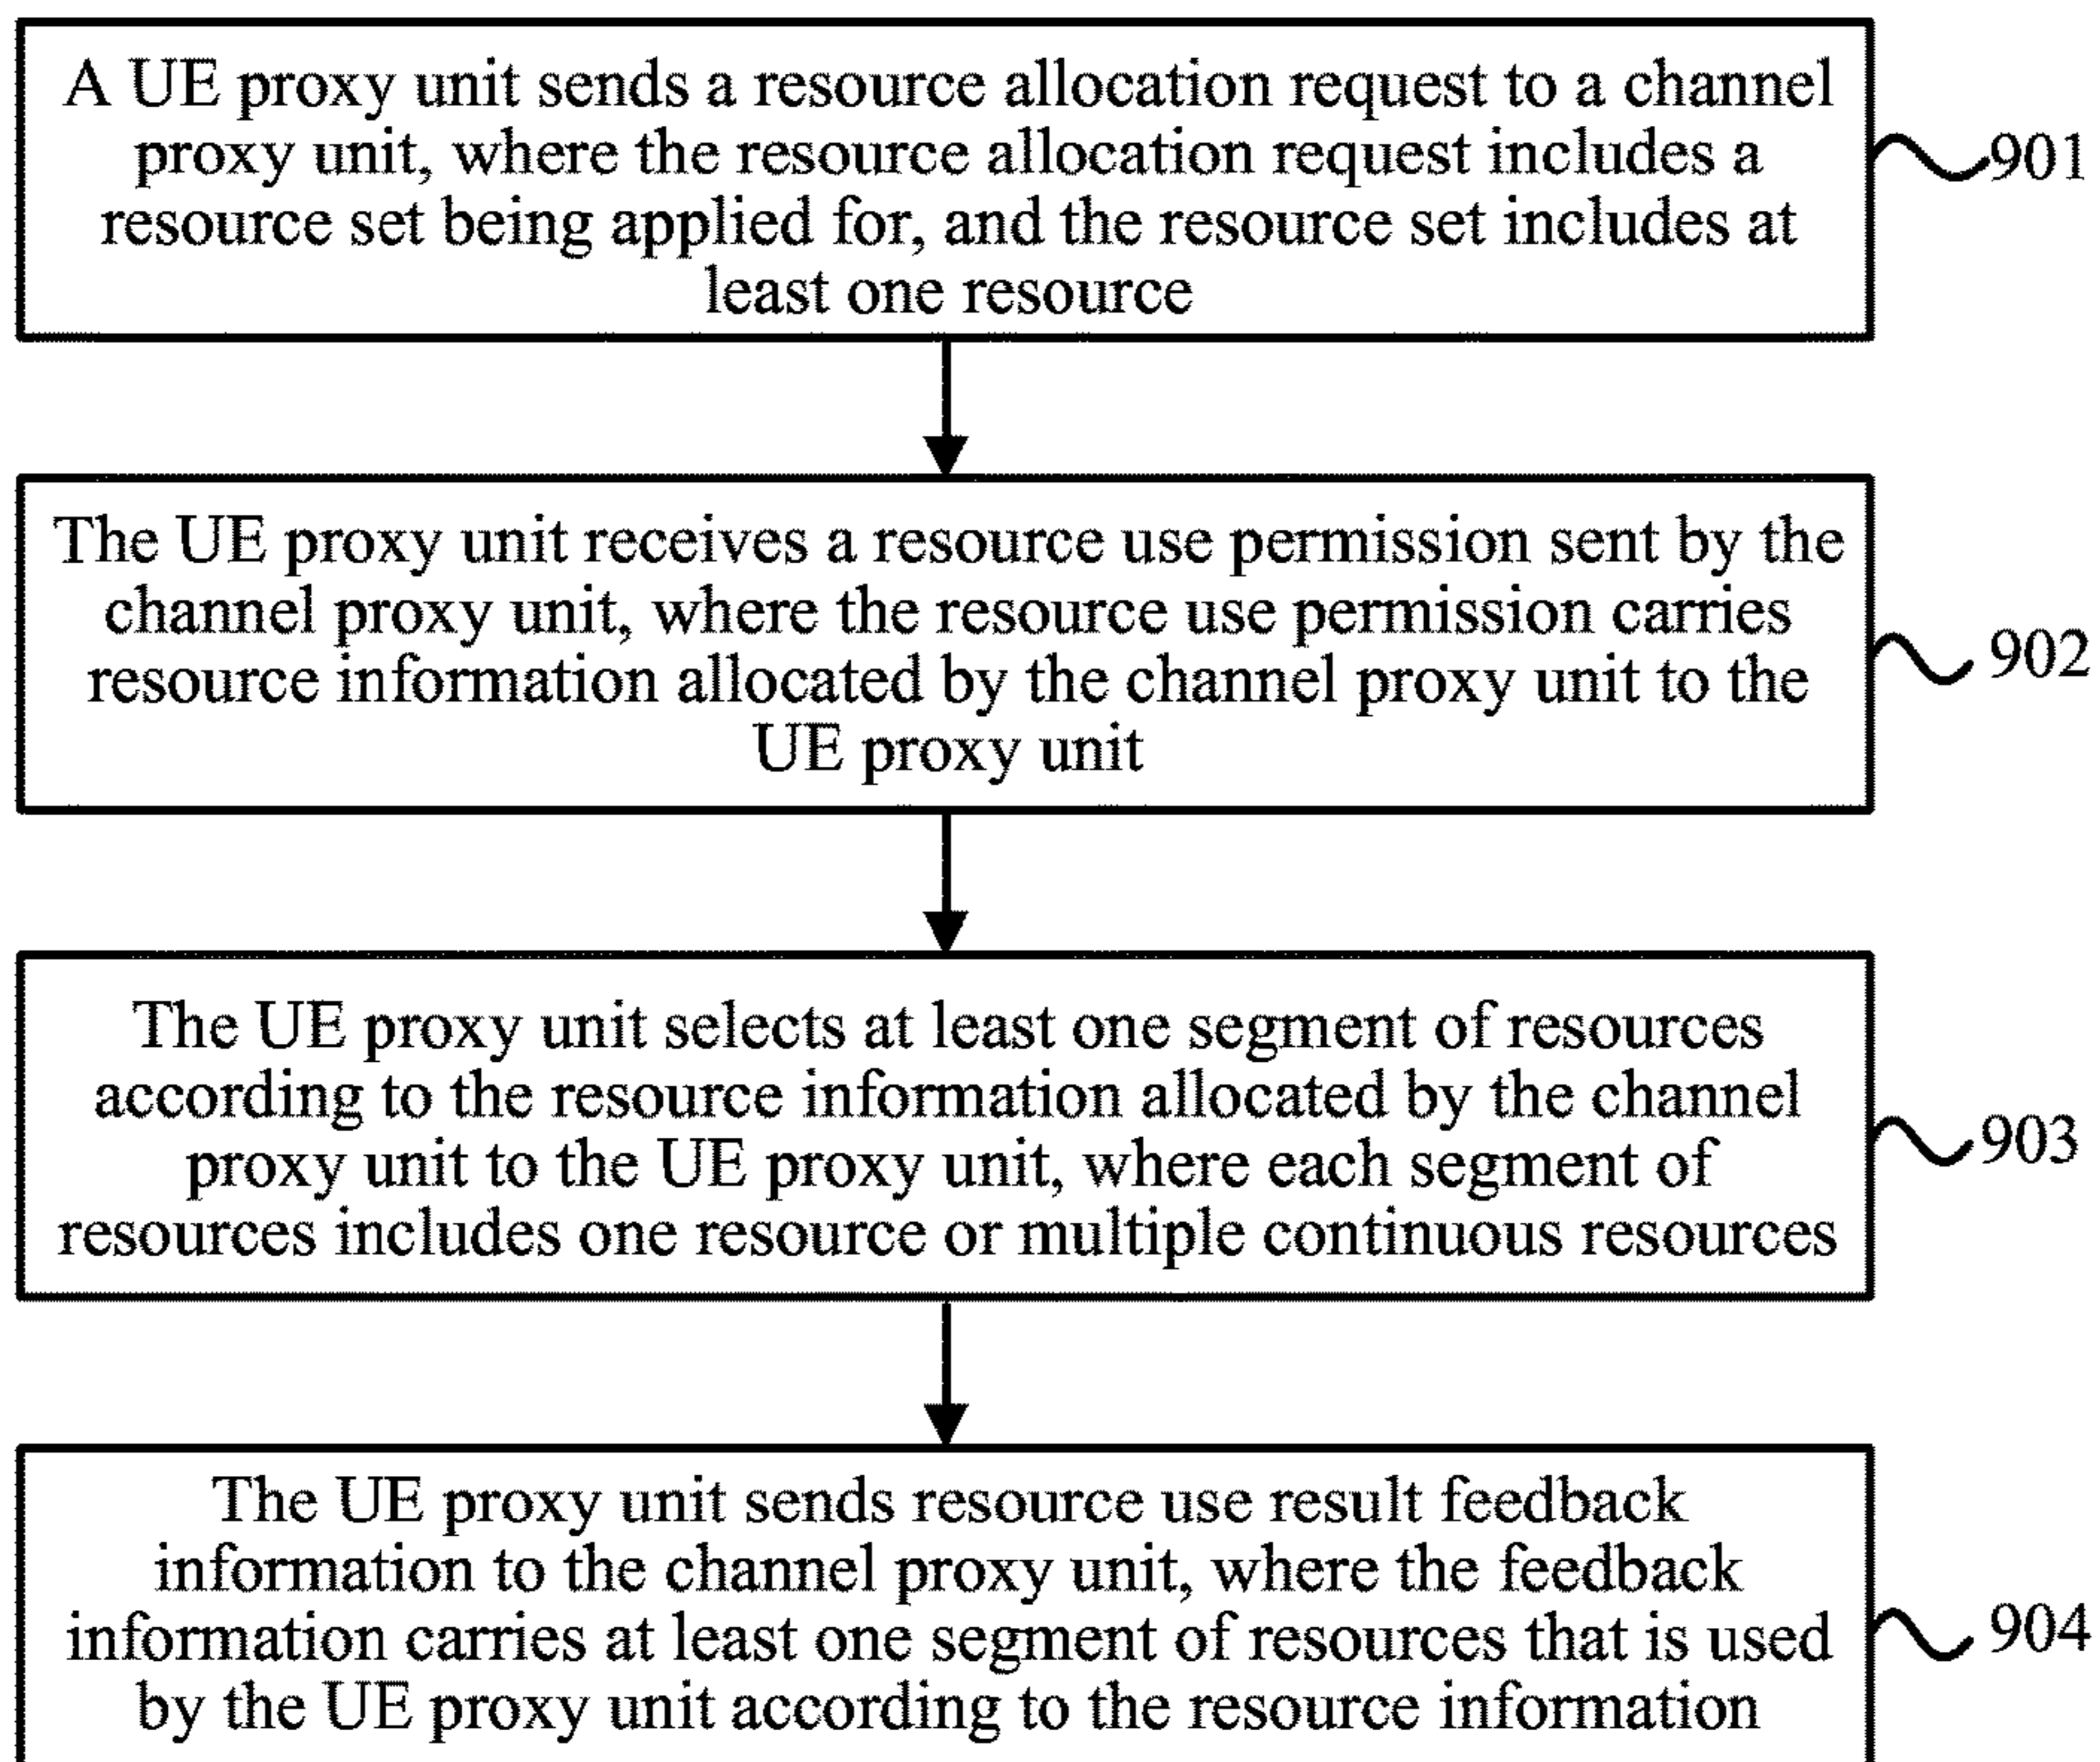 A UE proxy unit sends a resource allocation request to a channel
proxy unit, where the resource allocation request includes a
resource set being applied for, and the resource set includes at
least one resource
901
The UE proxy unit receives a resource use permission sent by the
channel proxy unit, where the resource use permission carries
resource information allocated by the channel proxy unit to the
UE proxy unit
902
The UE proxy unit selects at least one segment of resources
according to the resource information allocated by the channel
proxy unit to the UE proxy unit, where each segment of
resources includes one resource or multiple continuous resources
903
The UE proxy unit sends resource use result feedback
information to the channel proxy unit, where the feedback
information carries at least one segment of resources that is used
by the UE proxy unit according to the resource information
904